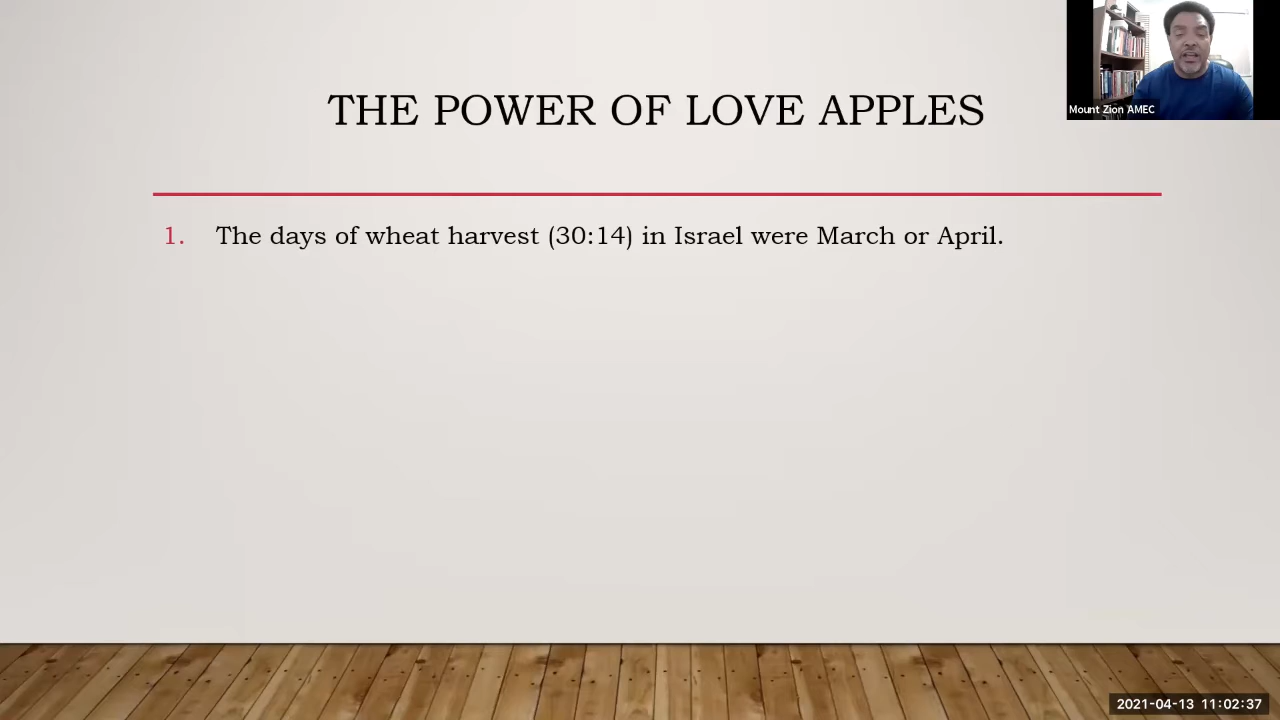 THE POWER OF LOVE APPLES
Mount Zion AMEC
1. The days of wheat harvest (30:14) in Israel were March or April.
2021-04-13 11:02:37